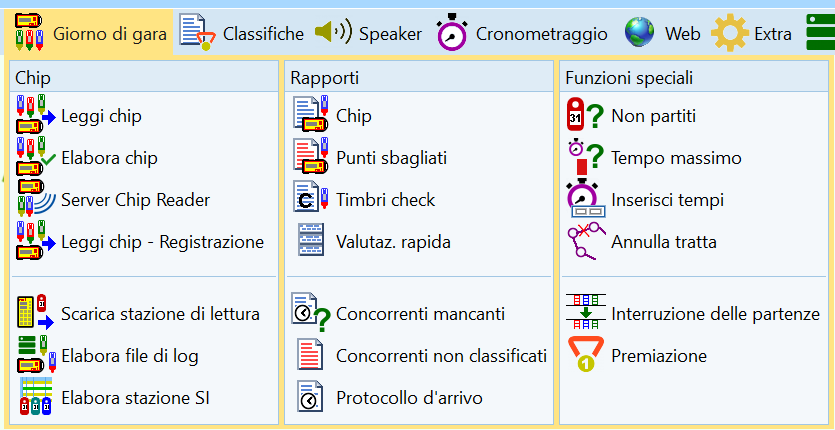 Giorno di gara Classifiche Speaker Cronometraggio Web Extra
Chip
Leggi chip
Elabora chip
Server Chip Reader
Leggi chip - Registrazione
Scarica stazione di lettura
Elabora file di log
Elabora stazione SI
Rapporti
Chip
Punti sbagliati
Timbri check
Valutaz. rapida
Concorrenti mancanti
Concorrenti non classificati
Protocollo d'arrivo
Funzioni speciali
Non partiti
Tempo massimo
Inserisci tempi
Annulla tratta
Interruzione delle partenze
Premiazione